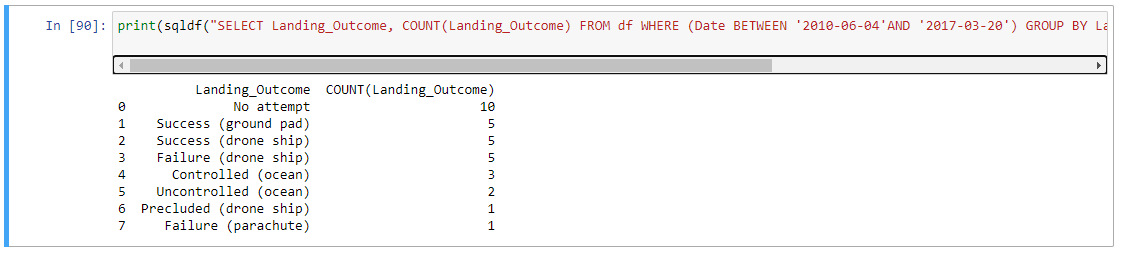 In [90]: print(sqldf("SELECT Landing_Outcome, COUNT(Landing_Outcome) FROM df WHERE (Date BETWEEN '2010-06-04'AND '2017-03-20') GROUP BY La
Landing_Outcome COUNT(Landing_Outcome)
0 No attempt 10
1 Success (ground pad) 5
2 Success (drone ship) 5
3 Failure (drone ship) 5
4 Controlled (ocean) 3
5 Uncontrolled (ocean) 2
6 Precluded (drone ship) 1
7 Failure (parachute) 1